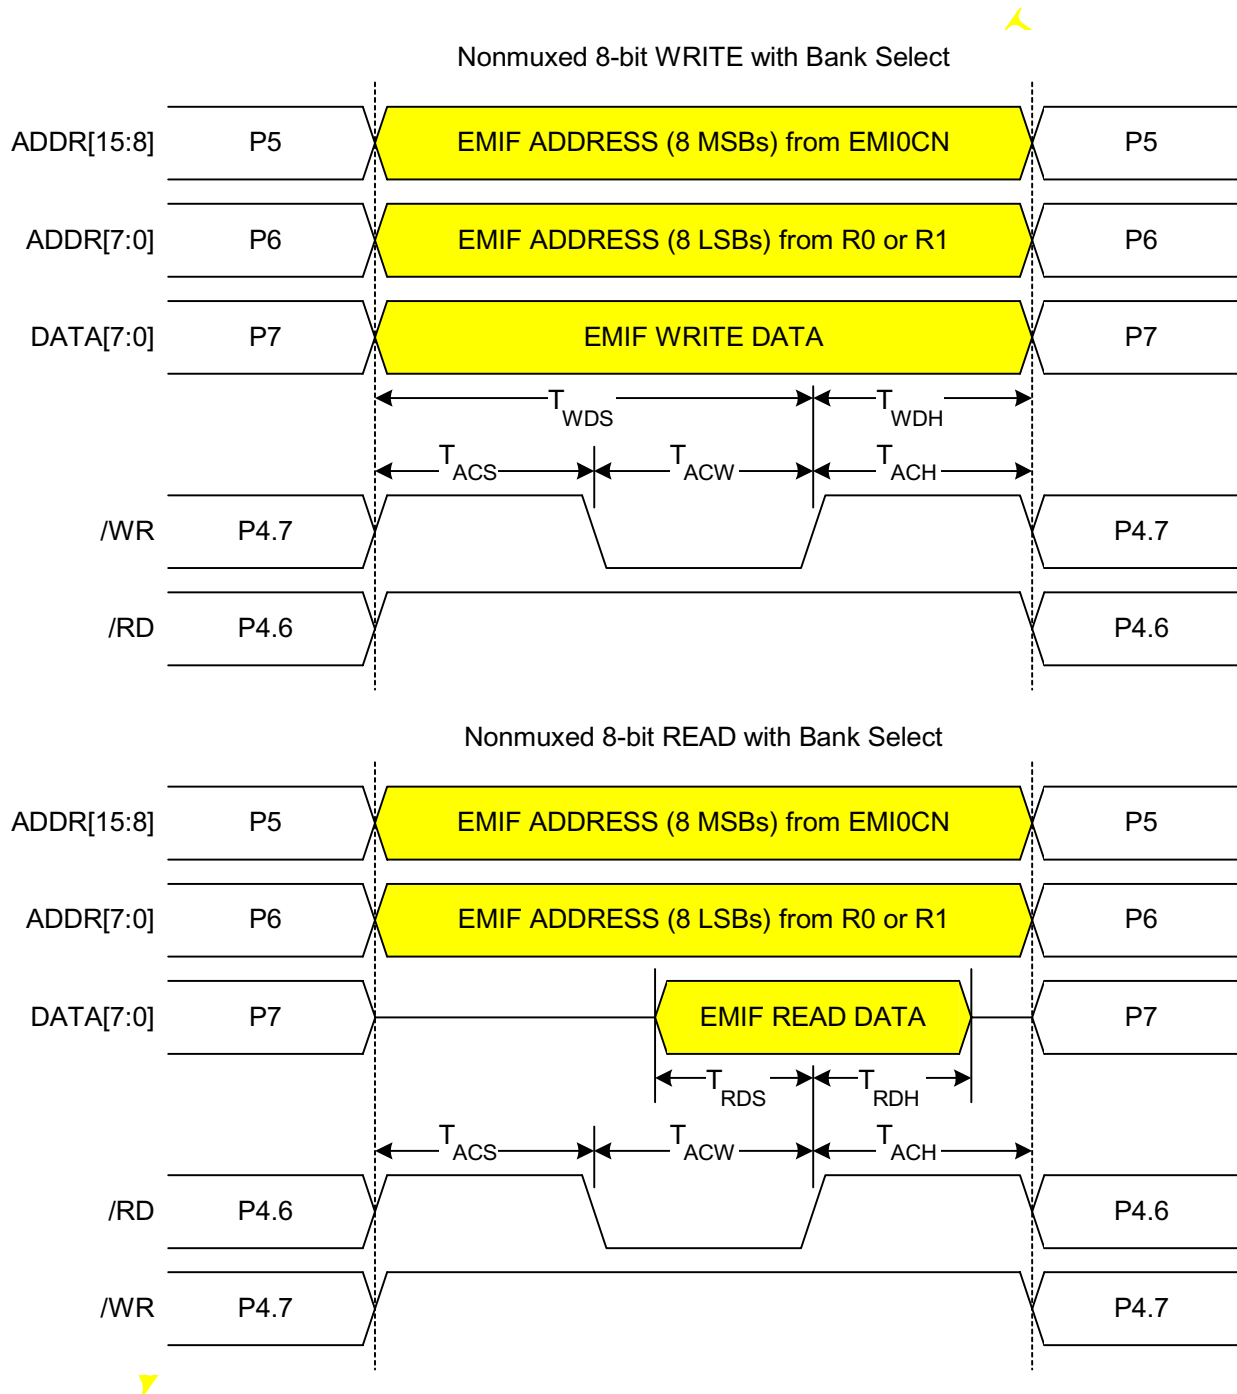 Nonmuxed 8-bit WRITE with Bank Select
ADDR[15:8] P5 EMIF ADDRESS (8 MSBs) from EMI0CN P5
ADDR[7:0] P6 EMIF ADDRESS (8 LSBs) from R0 or R1 P6
DATA[7:0] P7 EMIF WRITE DATA P7
TWDS TWDH
TACS TACW TACH
/WR P4.7 P4.7
/RD P4.6 P4.6
Nonmuxed 8-bit READ with Bank Select
ADDR[15:8] P5 EMIF ADDRESS (8 MSBs) from EMI0CN P5
ADDR[7:0] P6 EMIF ADDRESS (8 LSBs) from R0 or R1 P6
DATA[7:0] P7 EMIF READ DATA P7
TRDS TRDH
TACS TACW TACH
/RD P4.6 P4.6
/WR P4.7 P4.7